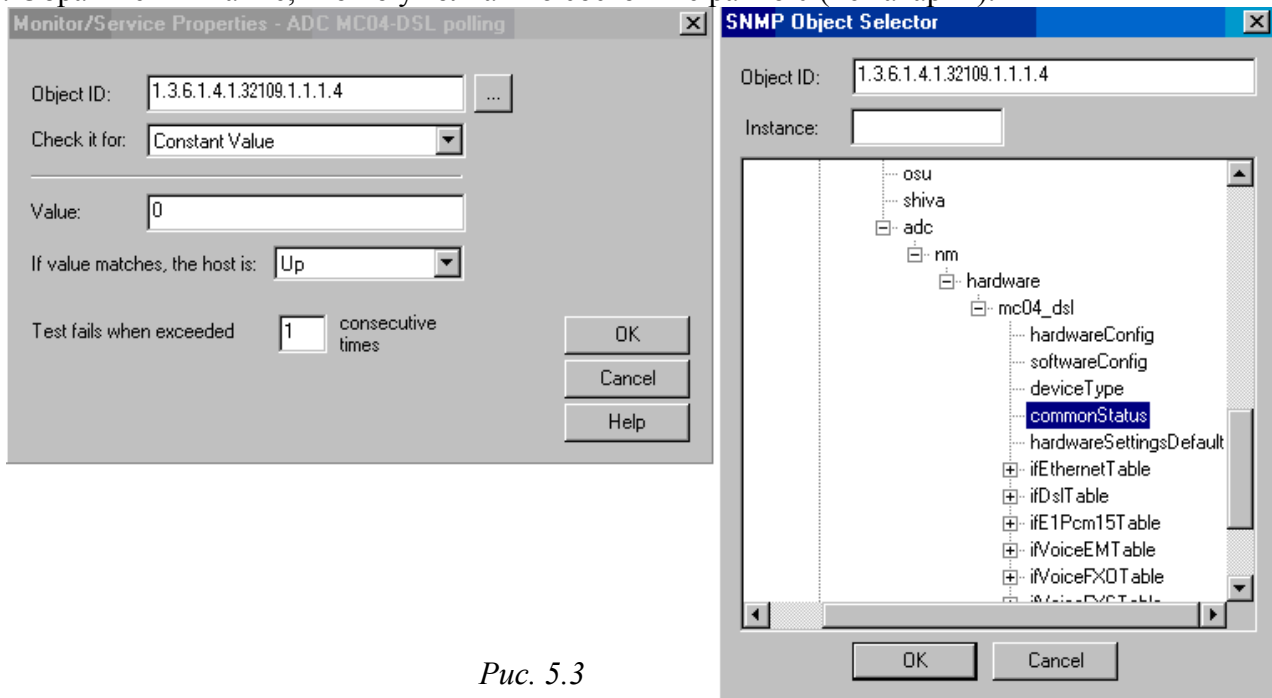 Monitor/Service Properties - ADC MC04-DSL polling
Object ID: 1.3.6.1.4.1.32109.1.1.1.4 ...
Check it for: Constant Value
Value: 0
If value matches, the host is: Up
Test fails when exceeded 1 consecutive times
OK
Cancel
Help
SNMP Object Selector
Object ID: 1.3.6.1.4.1.32109.1.1.1.4
Instance:
osu
shiva
adc
nm
hardware
mc04_dsl
hardwareConfig
softwareConfig
deviceType
commonStatus
hardwareSettingsDefault
ifEthernetTable
ifDslTable
ifE1Pcm15Table
ifVoiceEMTable
ifVoiceFXOTable
OK Cancel
Рис. 5.3